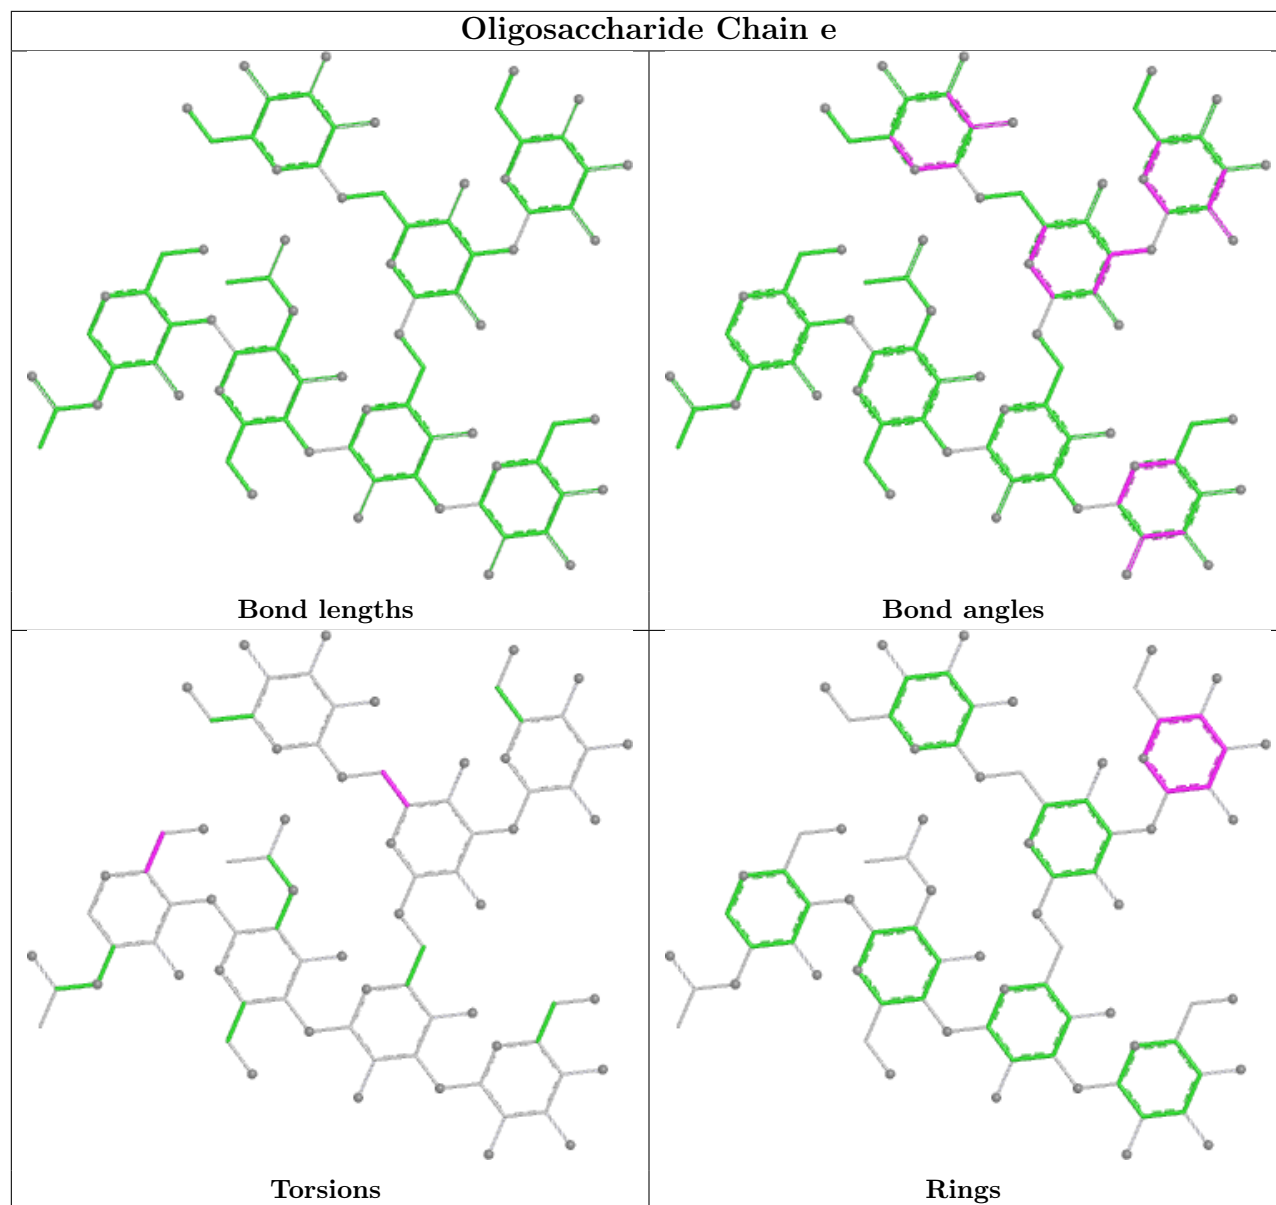 Oligosaccharide Chain e
Bond lengths
Bond angles
Torsions
Rings